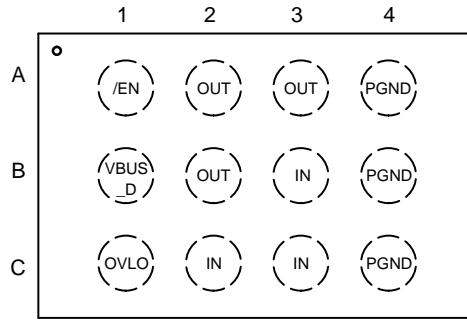 1 2 3 4
A /EN OUT OUT PGND
B VBUS_D OUT IN PGND
C OVLO IN IN PGND